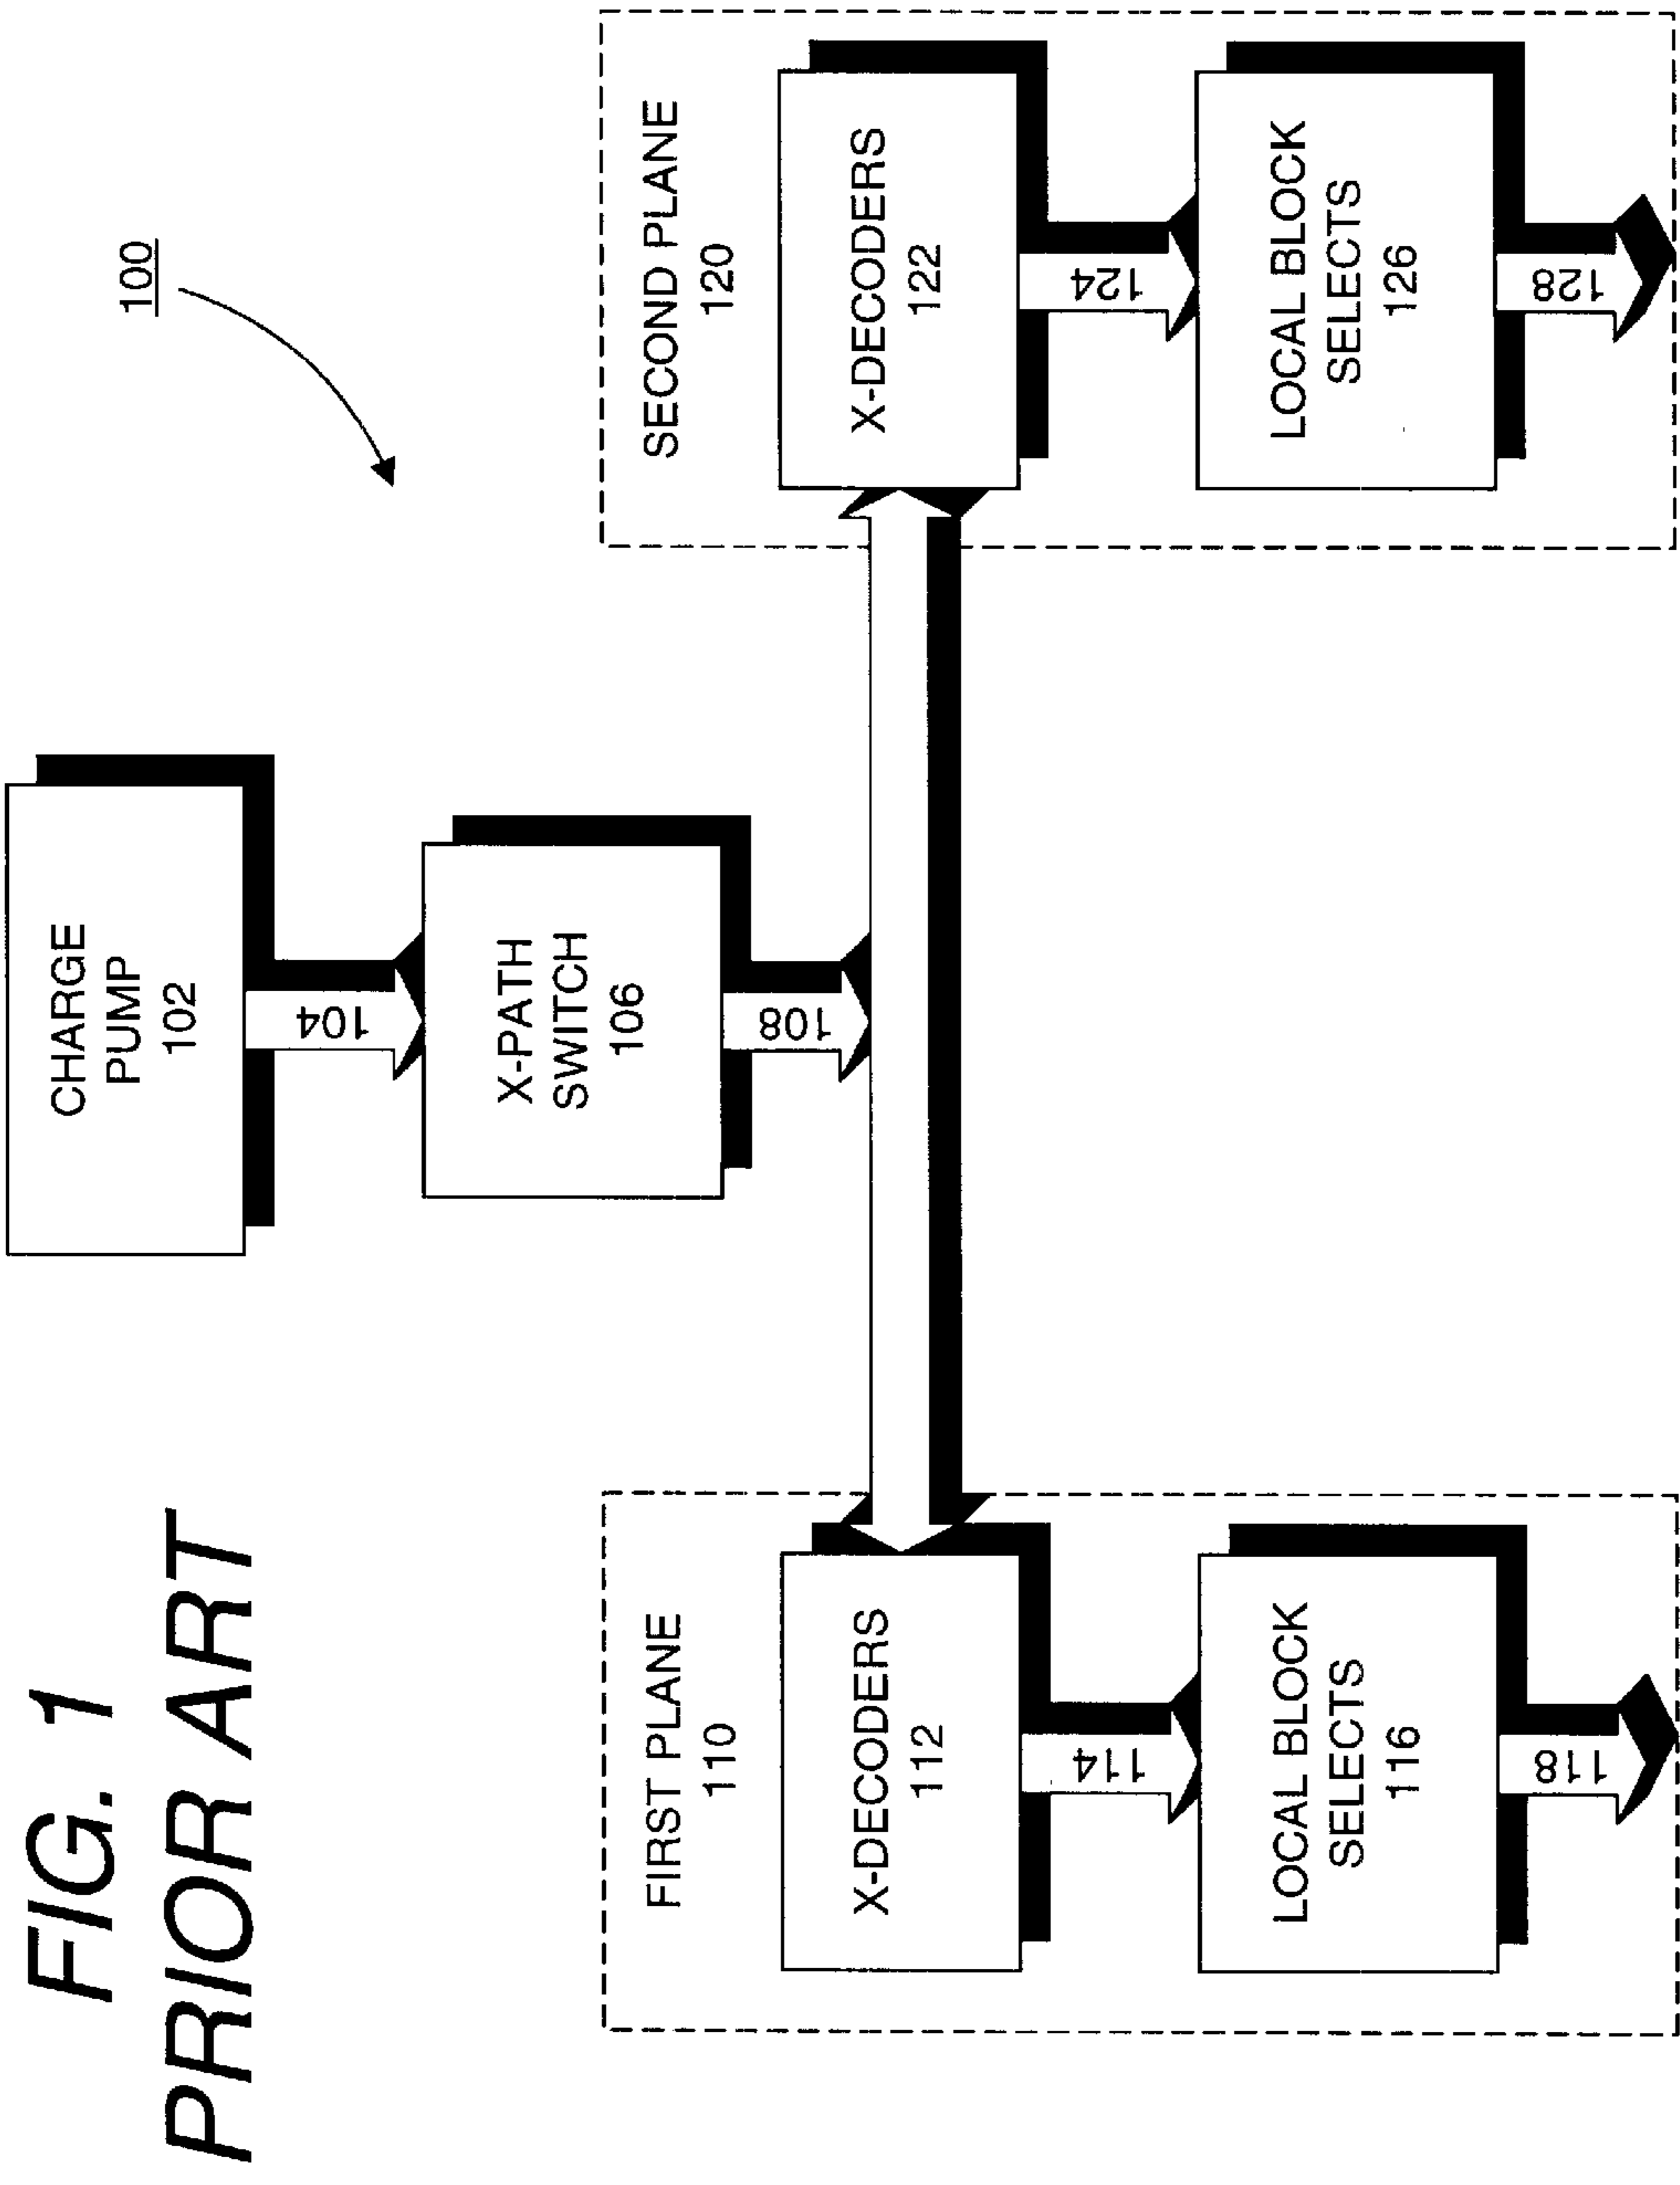 FIG. 1
PRIOR ART
100
CHARGE
PUMP
102
104
X-PATH
SWITCH
106
108
FIRST PLANE
110
X-DECODERS
112
114
LOCAL BLOCK
SELECTS
116
118
SECOND PLANE
120
X-DECODERS
122
124
LOCAL BLOCK
SELECTS
126
128